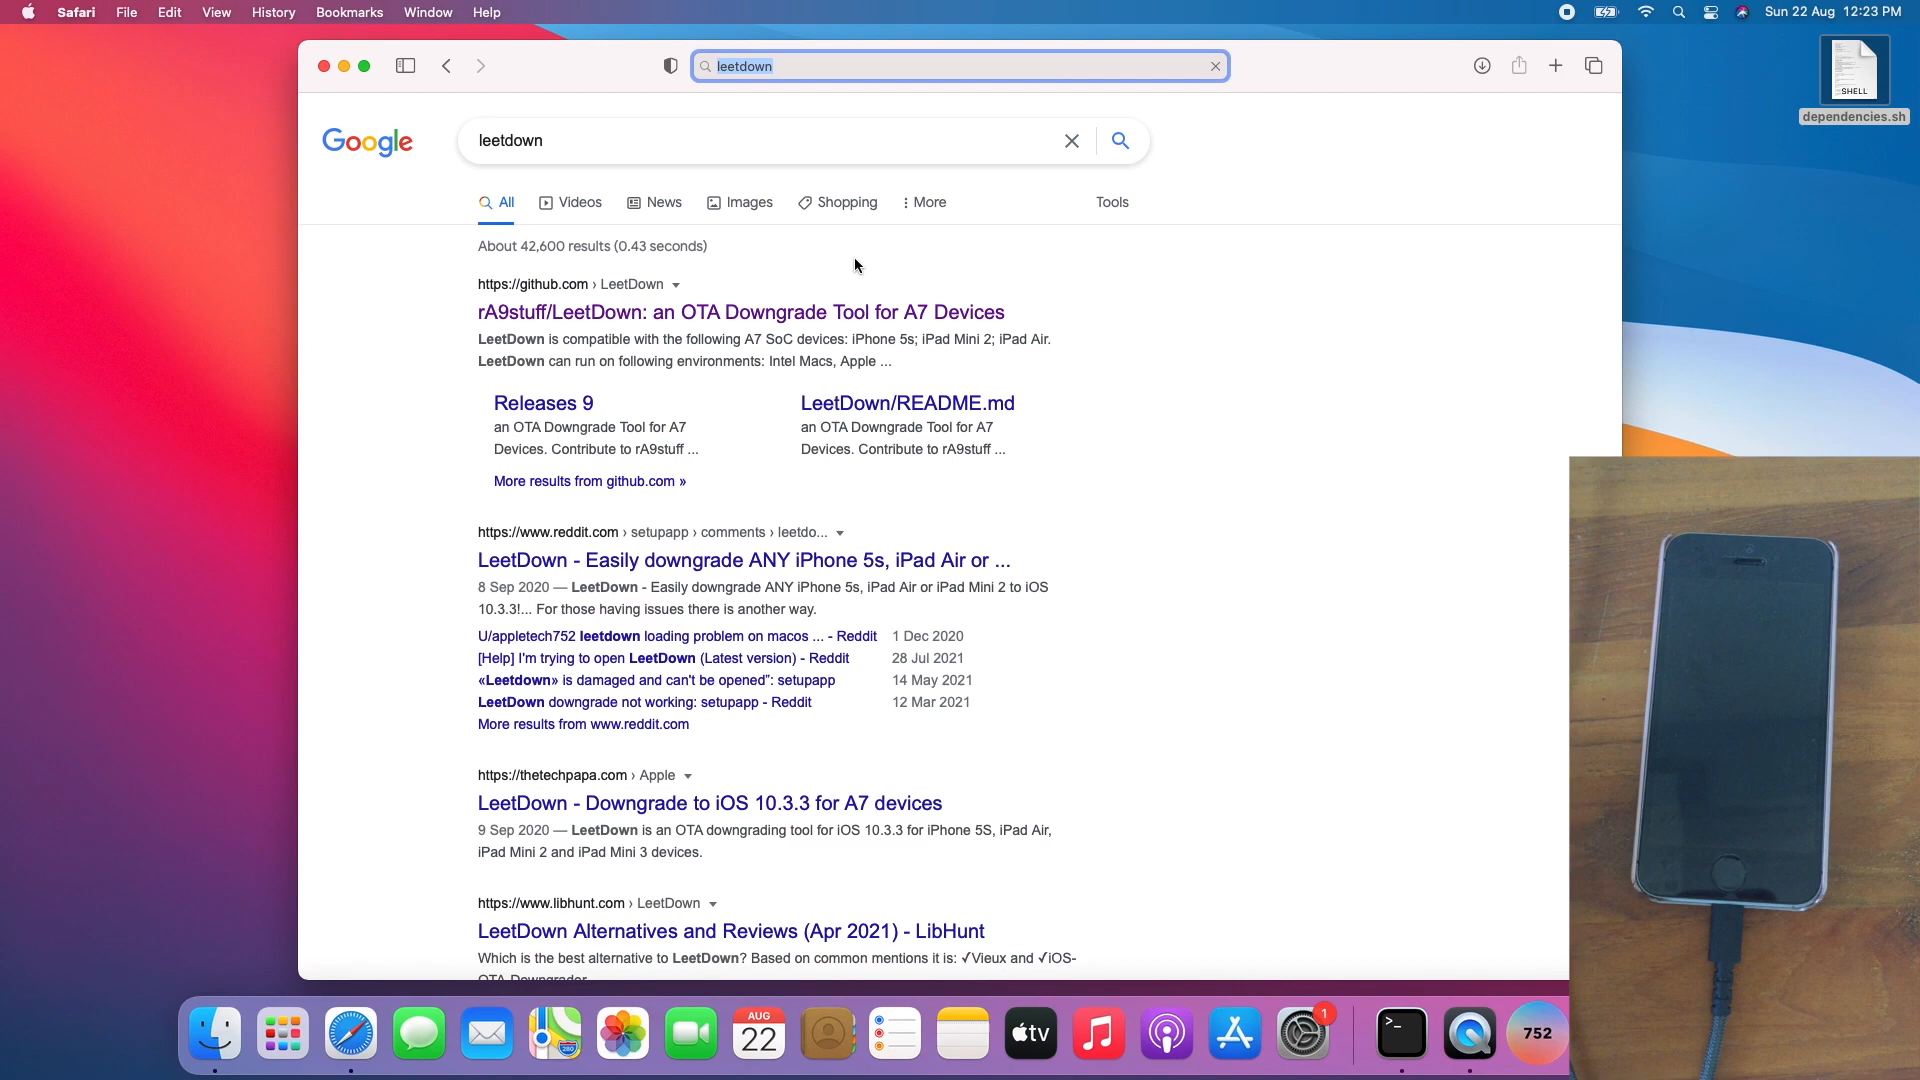 Safari File Edit View History Bookmarks Window Help
Sun 22 Aug 12:23 PM
leetdown
SHELL
dependencies.sh
Google
leetdown
All Videos News Images Shopping More Tools
About 42,600 results (0.43 seconds)
https://github.com › LeetDown
rA9stuff/LeetDown: an OTA Downgrade Tool for A7 Devices
LeetDown is compatible with the following A7 SoC devices: iPhone 5s; iPad Mini 2; iPad Air.
LeetDown can run on following environments: Intel Macs, Apple ...
Releases 9
an OTA Downgrade Tool for A7
Devices. Contribute to rA9stuff ...
LeetDown/README.md
an OTA Downgrade Tool for A7
Devices. Contribute to rA9stuff ...
More results from github.com »
https://www.reddit.com › setupapp › comments › leetdo...
LeetDown - Easily downgrade ANY iPhone 5s, iPad Air or ...
8 Sep 2020 — LeetDown - Easily downgrade ANY iPhone 5s, iPad Air or iPad Mini 2 to iOS
10.3.3!... For those having issues there is another way.
U/appletech752 leetdown loading problem on macos ... - Reddit 1 Dec 2020
[Help] I'm trying to open LeetDown (Latest version) - Reddit 28 Jul 2021
«Leetdown» is damaged and can't be opened": setupapp 14 May 2021
LeetDown downgrade not working: setupapp - Reddit 12 Mar 2021
More results from www.reddit.com
https://thetechpapa.com › Apple
LeetDown - Downgrade to iOS 10.3.3 for A7 devices
9 Sep 2020 — LeetDown is an OTA downgrading tool for iOS 10.3.3 for iPhone 5S, iPad Air,
iPad Mini 2 and iPad Mini 3 devices.
https://www.libhunt.com › LeetDown
LeetDown Alternatives and Reviews (Apr 2021) - LibHunt
Which is the best alternative to LeetDown? Based on common mentions it is: ✓Vieux and ✓iOS-
OTA Downgrader
280
AUG
22
tv
1
>_
752